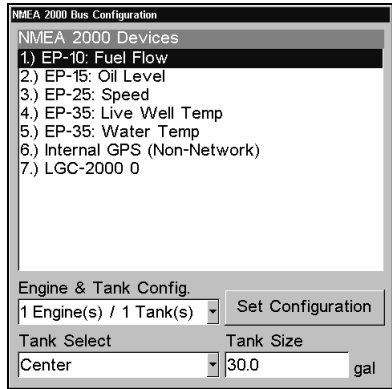 NMEA 2000 Bus Configuration
NMEA 2000 Devices
1.) EP-10: Fuel Flow
2.) EP-15: Oil Level
3.) EP-25: Speed
4.) EP-35: Live Well Temp
5.) EP-35: Water Temp
6.) Internal GPS (Non-Network)
7.) LGC-2000 0
Engine & Tank Config.
1 Engine(s) / 1 Tank(s)
Set Configuration
Tank Select
Tank Size
Center
30.0
gal